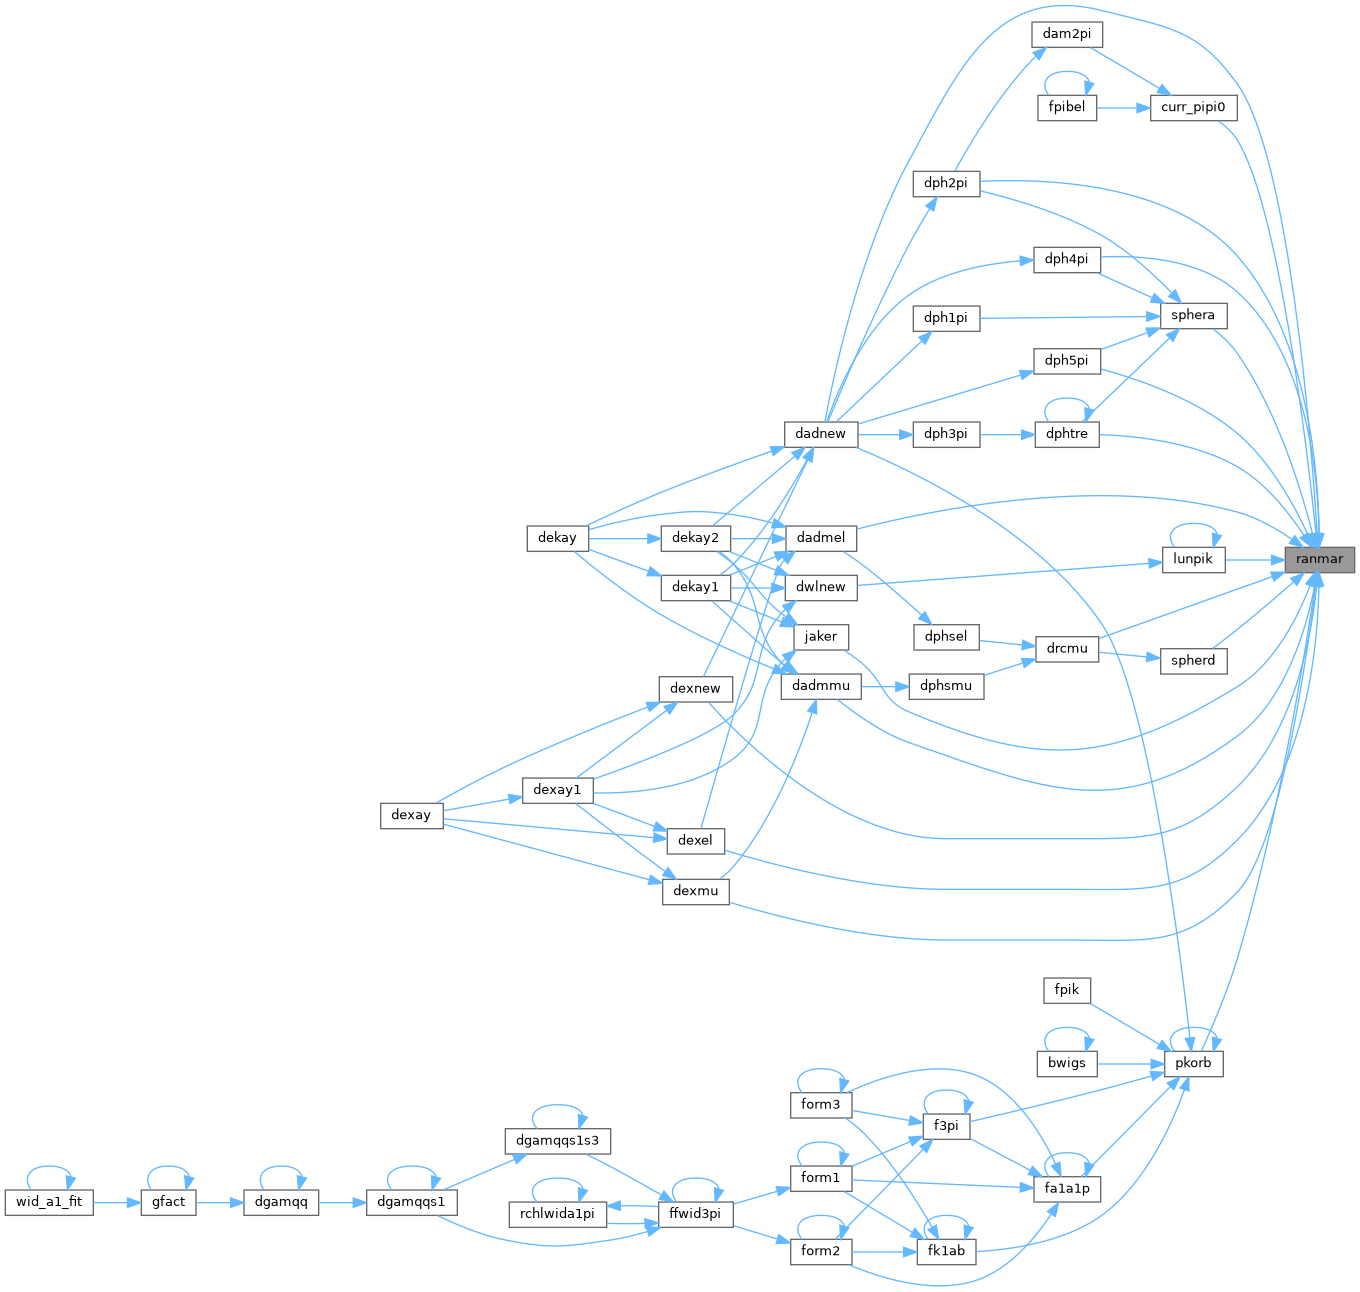 dam2pi
fpibel
curr_pipi0
dph2pi
dph4pi
dph1pi
sphera
dph5pi
dadnew
dph3pi
dphtre
dekay
dekay2
dadmel
lunpik
ranmar
dekay1
dwlnew
jaker
dphsel
drcmu
spherd
dexnew
dadmmu
dphsmu
dexay1
dexay
dexel
dexmu
fpik
bwigs
pkorb
form3
f3pi
dgamqqs1s3
form1
fa1a1p
wid_a1_fit
gfact
dgamqq
dgamqqs1
rchlwida1pi
ffwid3pi
form2
fk1ab